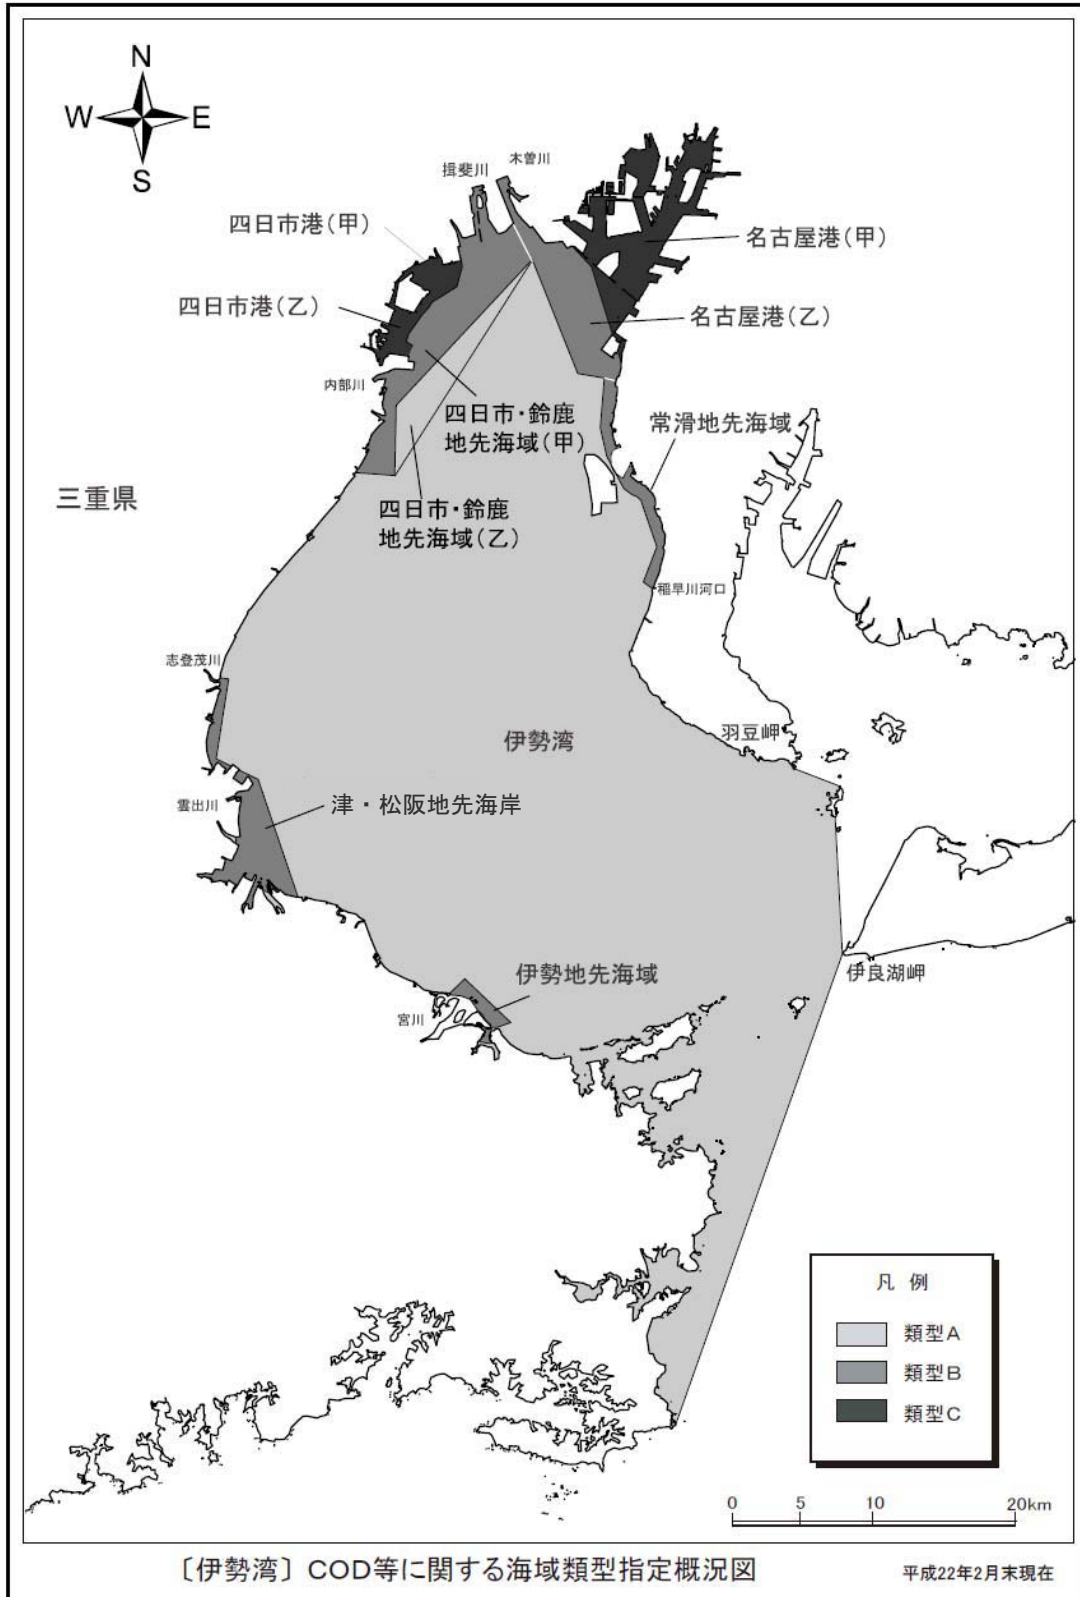 N
W E
S
揖斐川
木曽川
四日市港(甲)
名古屋港(甲)
四日市港(乙)
名古屋港(乙)
内部川
四日市・鈴鹿
地先海域(甲)
常滑地先海域
三重県
四日市・鈴鹿
地先海域(乙)
稲早川河口
志登茂川
羽豆岬
伊勢湾
雲出川
津・松阪地先海岸
伊勢地先海域
伊良湖岬
宮川
凡 例
類型A
類型B
類型C
0 5 10 20km
〔伊勢湾〕COD等に関する海域類型指定概況図
平成22年2月末現在